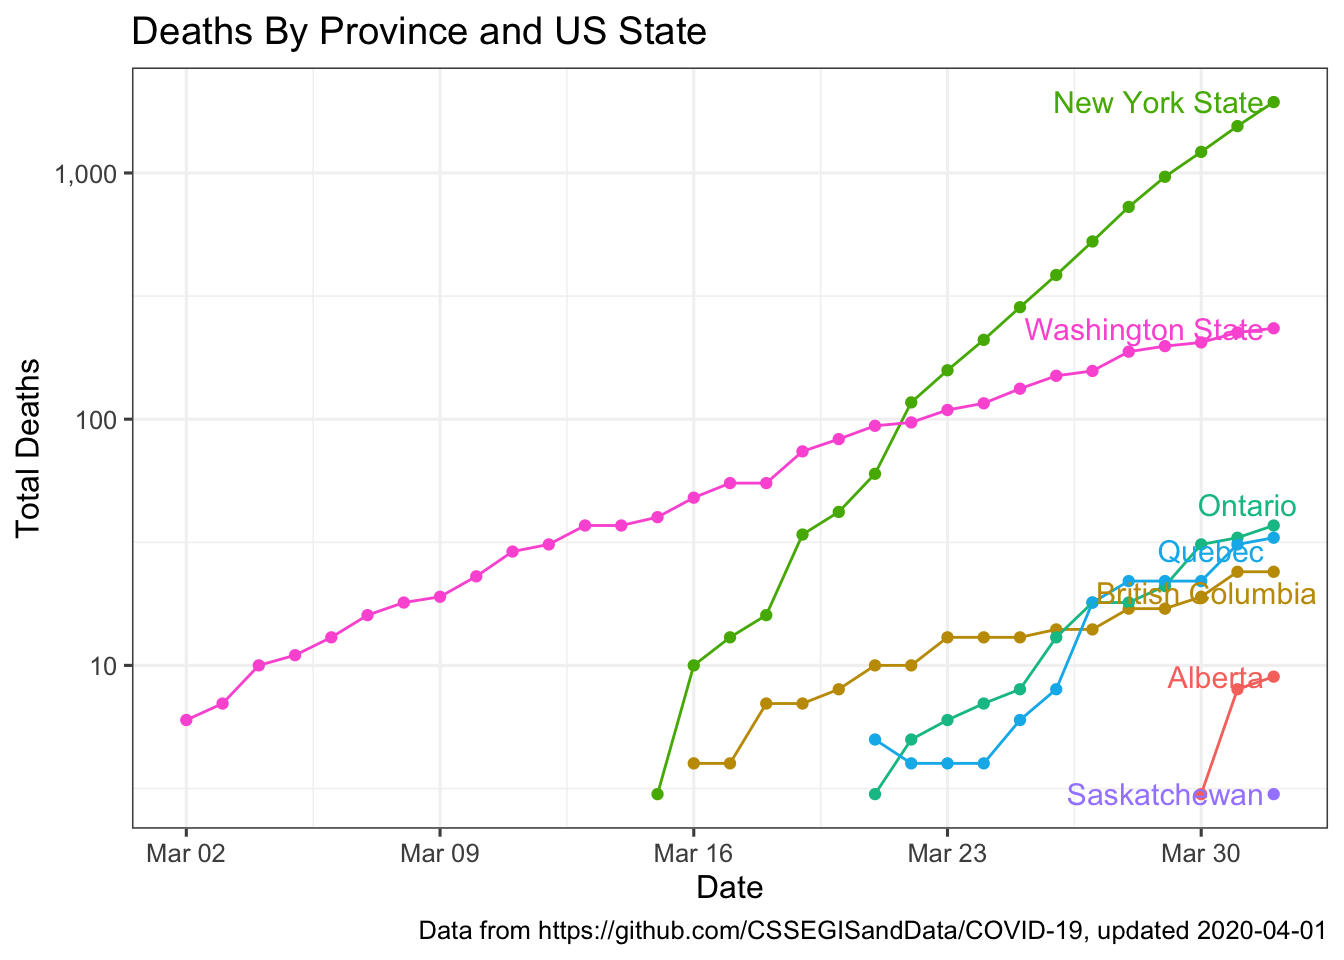 Deaths By Province and US State
New York State
1,000
Washington State
100
Total Deaths
Ontario
Quebec
British Columbia
10
Alberta
Saskatchewan
Mar 02 Mar 09 Mar 16 Mar 23 Mar 30
Date
Data from https://github.com/CSSEGISandData/COVID-19, updated 2020-04-01